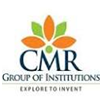 CMR
GROUP OF INSTITUTIONS
EXPLORE TO INVENT